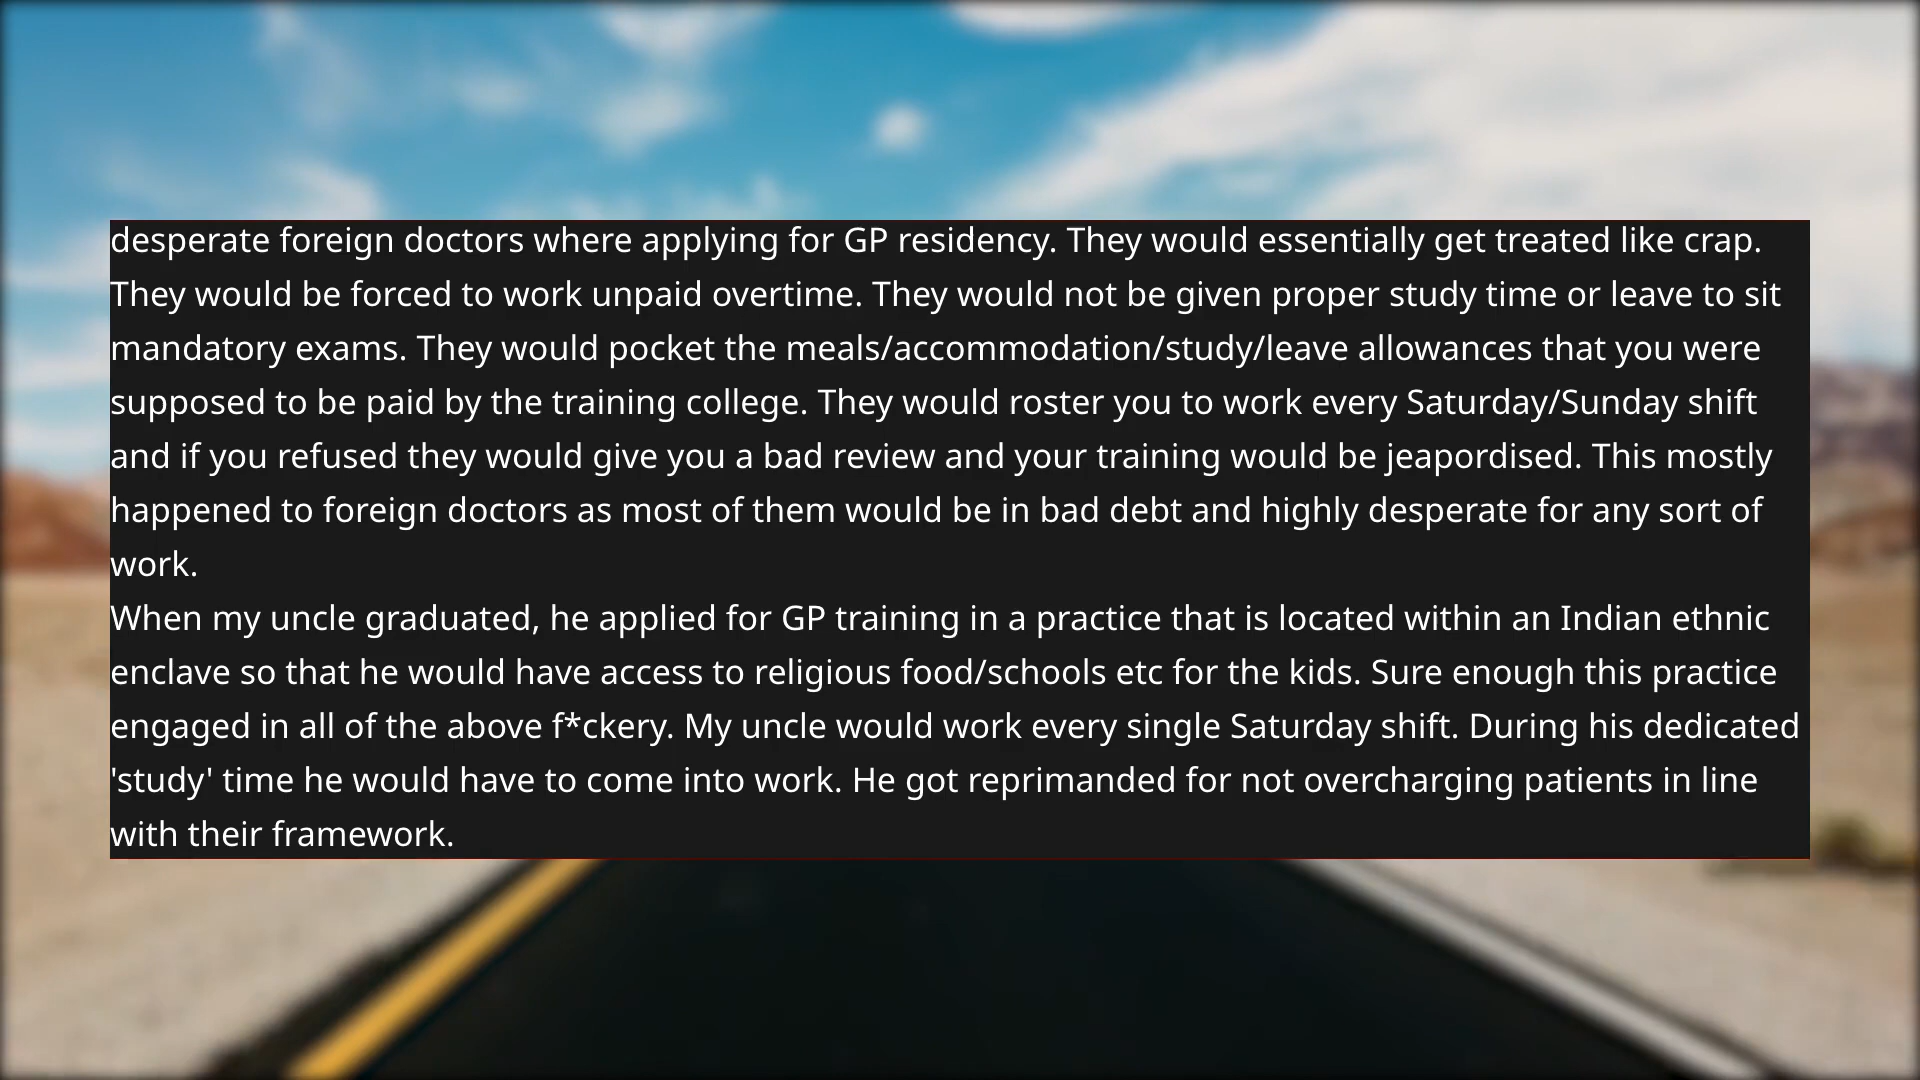 desperate foreign doctors where applying for GP residency. They would essentially get treated like crap.
They would be forced to work unpaid overtime. They would not be given proper study time or leave to sit
mandatory exams. They would pocket the meals/accommodation/study/leave allowances that you were
supposed to be paid by the training college. They would roster you to work every Saturday/Sunday shift
and if you refused they would give you a bad review and your training would be jeapordised. This mostly
happened to foreign doctors as most of them would be in bad debt and highly desperate for any sort of
work.
When my uncle graduated, he applied for GP training in a practice that is located within an Indian ethnic
enclave so that he would have access to religious food/schools etc for the kids. Sure enough this practice
engaged in all of the above f*ckery. My uncle would work every single Saturday shift. During his dedicated
'study' time he would have to come into work. He got reprimanded for not overcharging patients in line
with their framework.